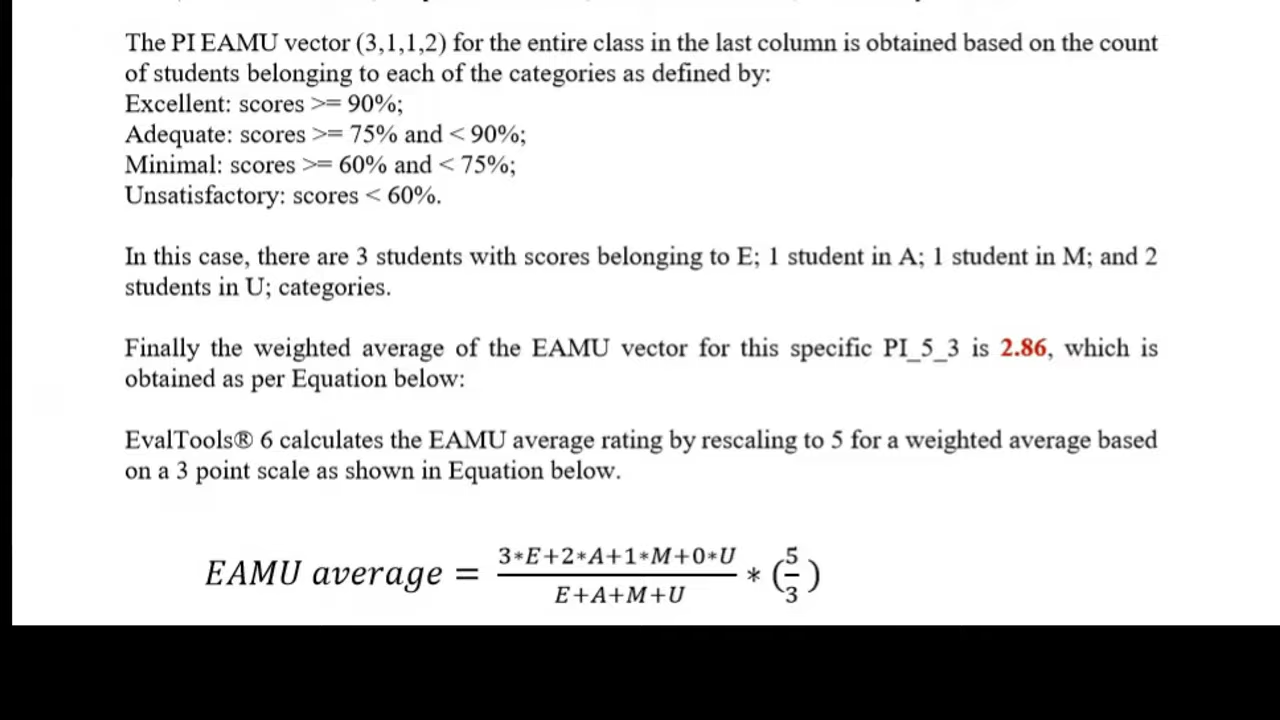 The PI EAMU vector (3,1,1,2) for the entire class in the last column is obtained based on the count
of students belonging to each of the categories as defined by:
Excellent: scores >= 90%;
Adequate: scores >= 75% and < 90%;
Minimal: scores >= 60% and < 75%;
Unsatisfactory: scores < 60%.
In this case, there are 3 students with scores belonging to E; 1 student in A; 1 student in M; and 2
students in U; categories.
Finally the weighted average of the EAMU vector for this specific PI_5_3 is 2.86, which is
obtained as per Equation below:
EvalTools® 6 calculates the EAMU average rating by rescaling to 5 for a weighted average based
on a 3 point scale as shown in Equation below.
EAMU average = 3*E+2*A+1*M+0*U / E+A+M+U * (5/3)